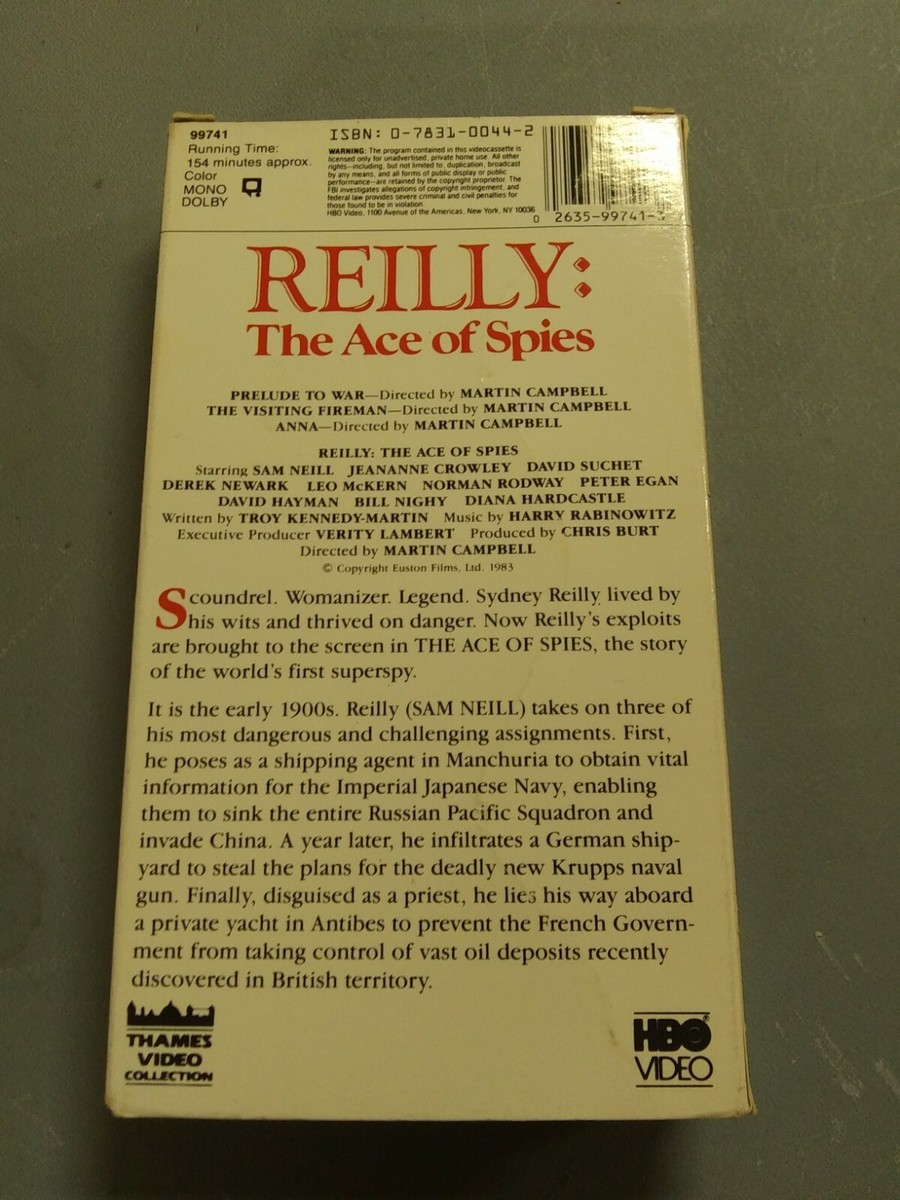 99741
Running Time:
154 minutes approx.
Color
MONO
DOLBY
ISBN: 0-7831-0044-2
WARNING: The program contained in this videocassette is
licensed only for unadvertised, private home use. All other
rights—including, but not limited to, duplication, broadcast
by any means, and all forms of public display or public
performance—are retained by the copyright proprietor. The
FBI investigates allegations of copyright infringement, and
federal law provides severe criminal and civil penalties for
those found to be in violation.
HBO Video, 1100 Avenue of the Americas, New York, NY 10036
0 2635-99741-3
REILLY:
The Ace of Spies
PRELUDE TO WAR—Directed by MARTIN CAMPBELL
THE VISITING FIREMAN—Directed by MARTIN CAMPBELL
ANNA—Directed by MARTIN CAMPBELL
REILLY: THE ACE OF SPIES
Starring SAM NEILL JEANANNE CROWLEY DAVID SUCHET
DEREK NEWARK LEO McKERN NORMAN RODWAY PETER EGAN
DAVID HAYMAN BILL NIGHY DIANA HARDCASTLE
Written by TROY KENNEDY-MARTIN Music by HARRY RABINOWITZ
Executive Producer VERITY LAMBERT Produced by CHRIS BURT
Directed by MARTIN CAMPBELL
© Copyright Euston Films, Ltd. 1983
Scoundrel. Womanizer. Legend. Sydney Reilly lived by
his wits and thrived on danger. Now Reilly's exploits
are brought to the screen in THE ACE OF SPIES, the story
of the world's first superspy.
It is the early 1900s. Reilly (SAM NEILL) takes on three of
his most dangerous and challenging assignments. First,
he poses as a shipping agent in Manchuria to obtain vital
information for the Imperial Japanese Navy, enabling
them to sink the entire Russian Pacific Squadron and
invade China. A year later, he infiltrates a German ship-
yard to steal the plans for the deadly new Krupps naval
gun. Finally, disguised as a priest, he lies his way aboard
a private yacht in Antibes to prevent the French Govern-
ment from taking control of vast oil deposits recently
discovered in British territory.
THAMES
VIDEO
COLLECTION
HBO®
VIDEO